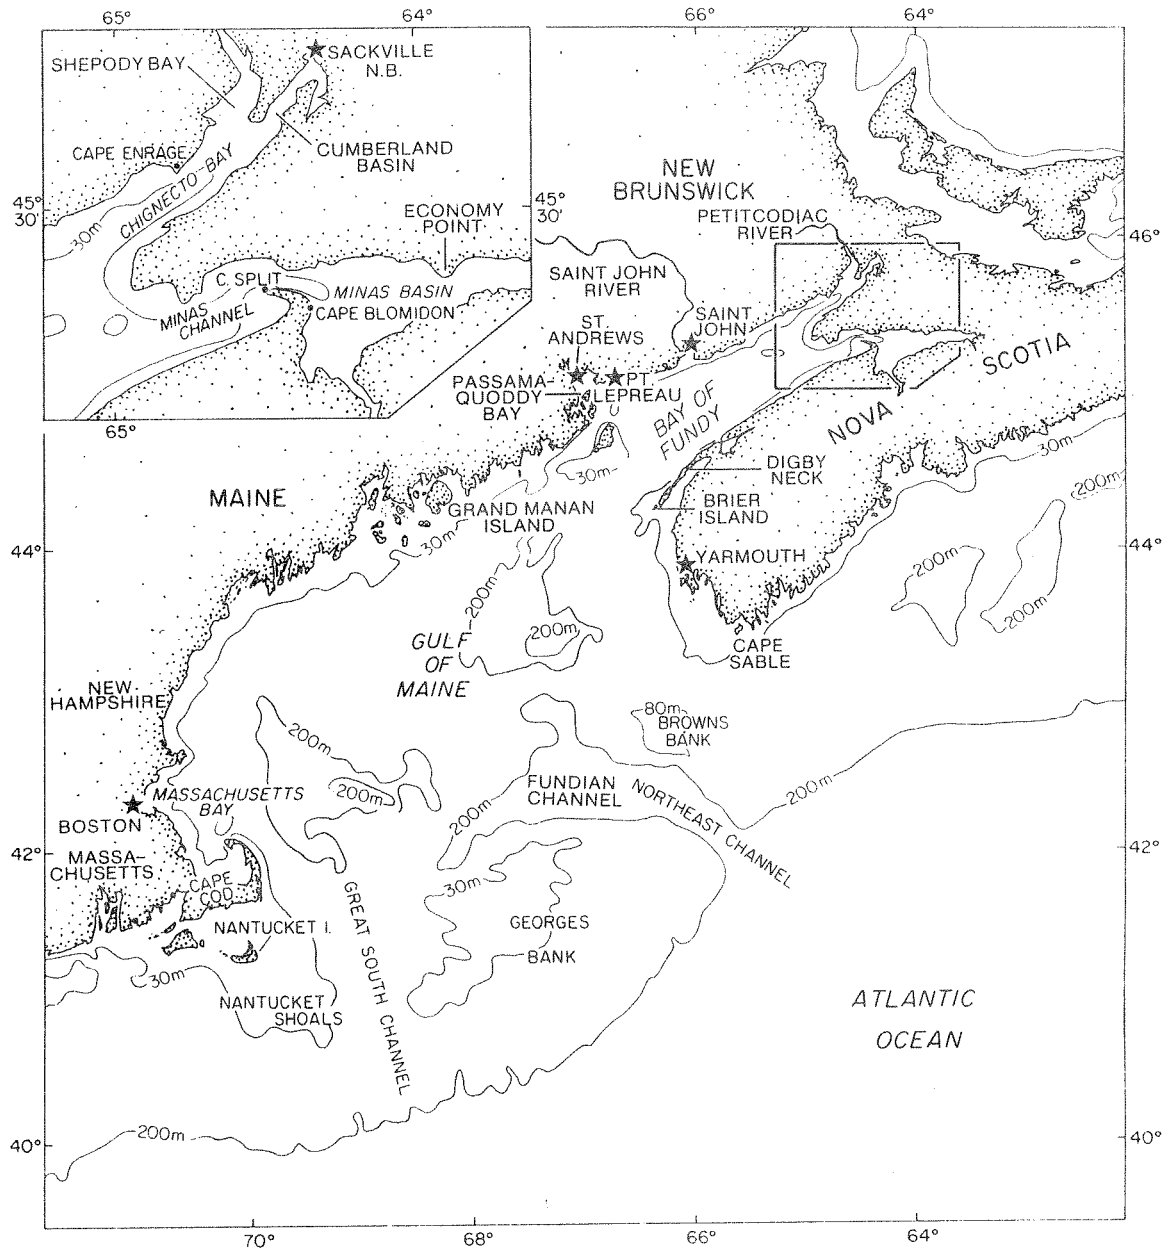 65°
64°
66°
64°
SHEPODY BAY
SACKVILLE
N.B.
CAPE ENRAGE
CUMBERLAND
BASIN
CHIGNECTO BAY
30m
45°
30'
45°
30'
ECONOMY
POINT
C. SPLIT
MINAS BASIN
MINAS
CHANNEL
CAPE BLOMIDON
65°
NEW
BRUNSWICK
PETITCODIAC
RIVER
46°
SAINT JOHN
RIVER
SAINT
JOHN
ST.
ANDREWS
PASSAMA-
QUODDY
BAY
PT.
LEPREAU
BAY OF
FUNDY
NOVA
SCOTIA
30m
200m
DIGBY
NECK
BRIER
ISLAND
30m
MAINE
GRAND MANAN
ISLAND
30m
44°
44°
YARMOUTH
200m
200m
200m
200m
GULF
OF
MAINE
CAPE
SABLE
NEW
HAMPSHIRE
80m
BROWNS
BANK
200m
200m
FUNDIAN
CHANNEL
NORTHEAST CHANNEL
200m
200m
MASSACHUSETTS
BAY
BOSTON
42°
42°
MASSA-
CHUSETTS
CAPE
COD
30m
GREAT SOUTH CHANNEL
GEORGES
BANK
NANTUCKET I.
30m
NANTUCKET
SHOALS
ATLANTIC
OCEAN
200m
40°
40°
70°
68°
66°
64°